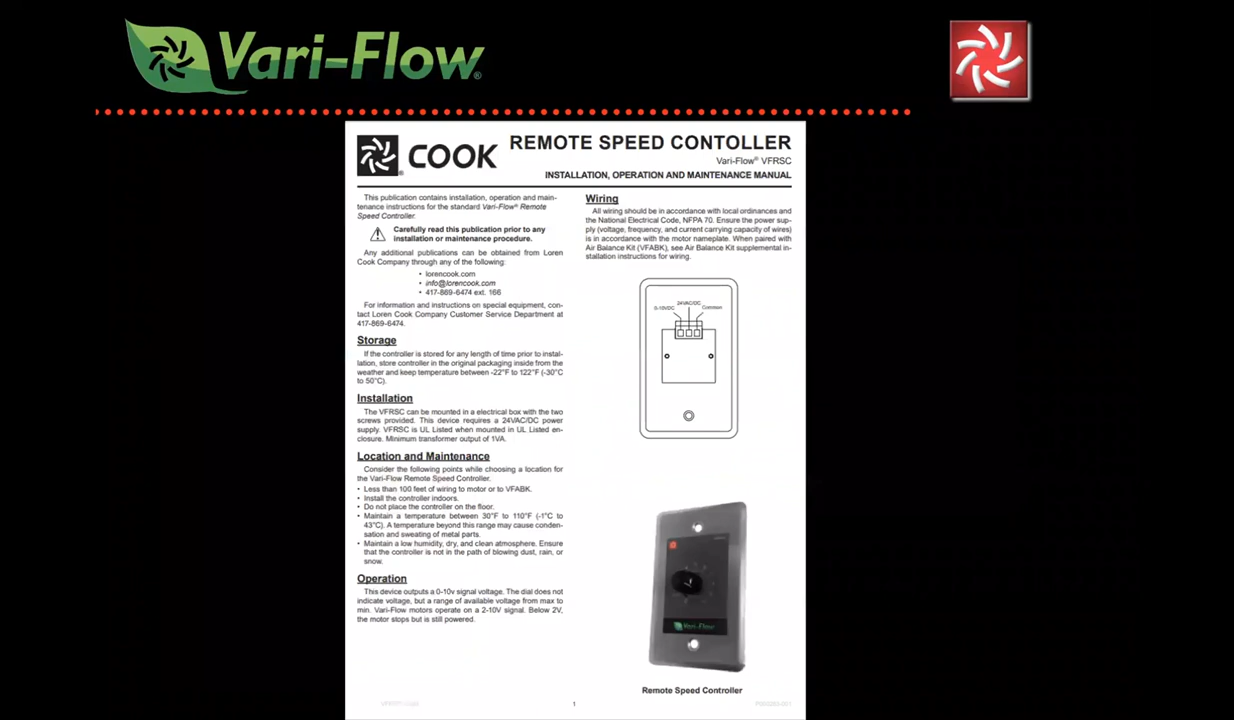 Vari-Flow®
COOK®
REMOTE SPEED CONTOLLER
Vari-Flow® VFRSC
INSTALLATION, OPERATION AND MAINTENANCE MANUAL
This publication contains installation, operation and main-
tenance instructions for the standard Vari-Flow® Remote
Speed Controller.
Carefully read this publication prior to any
installation or maintenance procedure.
Any additional publications can be obtained from Loren
Cook Company through any of the following:
• lorencook.com
• info@lorencook.com
• 417-869-6474 ext. 166
For information and instructions on special equipment, con-
tact Loren Cook Company Customer Service Department at
417-869-6474.
Storage
If the controller is stored for any length of time prior to instal-
lation, store controller in the original packaging inside from the
weather and keep temperature between -22°F to 122°F (-30°C
to 50°C).
Installation
The VFRSC can be mounted in a electrical box with the two
screws provided. This device requires a 24VAC/DC power
supply. VFRSC is UL Listed when mounted in UL Listed en-
closure. Minimum transformer output of 1VA.
Location and Maintenance
Consider the following points while choosing a location for
the Vari-Flow Remote Speed Controller.
• Less than 100 feet of wiring to motor or to VFABK.
• Install the controller indoors.
• Do not place the controller on the floor.
• Maintain a temperature between 30°F to 110°F (-1°C to
43°C). A temperature beyond this range may cause conden-
sation and sweating of metal parts.
• Maintain a low humidity, dry, and clean atmosphere. Ensure
that the controller is not in the path of blowing dust, rain, or
snow.
Operation
This device outputs a 0-10v signal voltage. The dial does not
indicate voltage, but a range of available voltage from max to
min. Vari-Flow motors operate on a 2-10V signal. Below 2V,
the motor stops but is still powered.
Wiring
All wiring should be in accordance with local ordinances and
the National Electrical Code, NFPA 70. Ensure the power sup-
ply (voltage, frequency, and current carrying capacity of wires)
is in accordance with the motor nameplate. When paired with
Air Balance Kit (VFABK), see Air Balance Kit supplemental in-
stallation instructions for wiring.
24VAC/DC
0-10VDC
Common
Vari-Flow
Remote Speed Controller
1